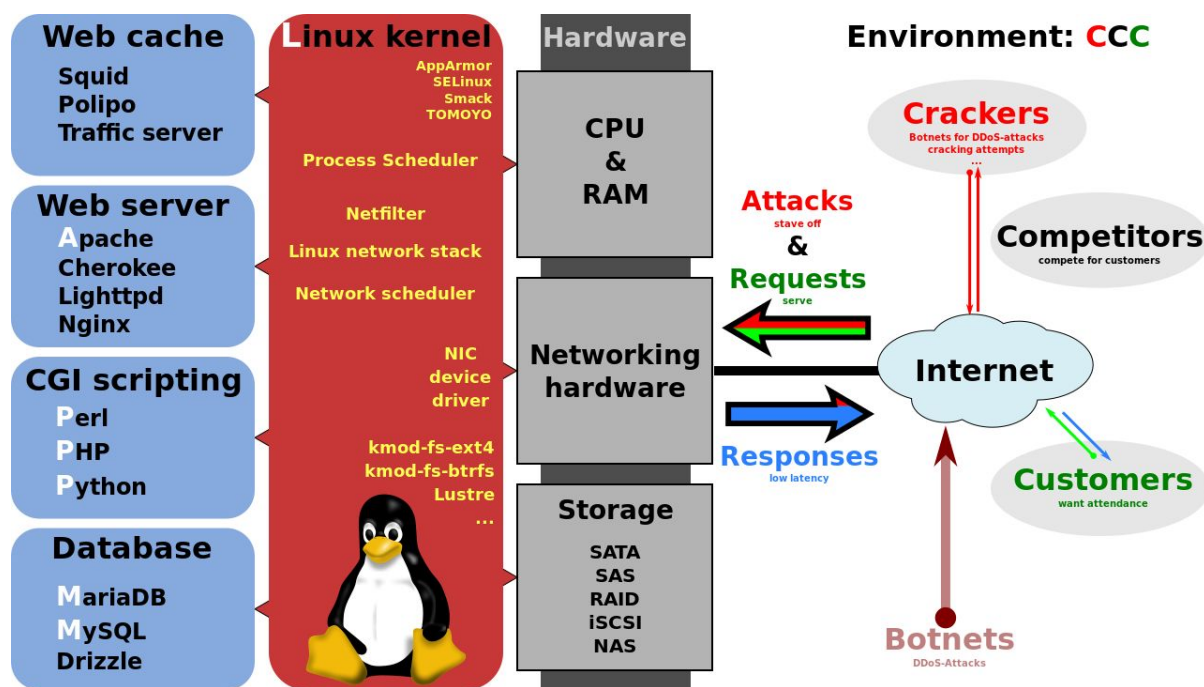 Web cache
Squid
Polipo
Traffic server
Web server
Apache
Cherokee
Lighttpd
Nginx
CGI scripting
Perl
PHP
Python
Database
MariaDB
MySQL
Drizzle
Linux kernel
AppArmor
SELinux
Smack
TOMOYO
Process Scheduler
Netfilter
Linux network stack
Network scheduler
NIC
device
driver
kmod-fs-ext4
kmod-fs-btrfs
Lustre
...
Hardware
CPU
&
RAM
Networking
hardware
Storage
SATA
SAS
RAID
iSCSI
NAS
Attacks
stave off
&
Requests
serve
Responses
low latency
Environment: CCC
Crackers
Botnets for DDoS-attacks
cracking attempts
...
Competitors
compete for customers
Internet
Customers
want attendance
Botnets
DDoS-Attacks